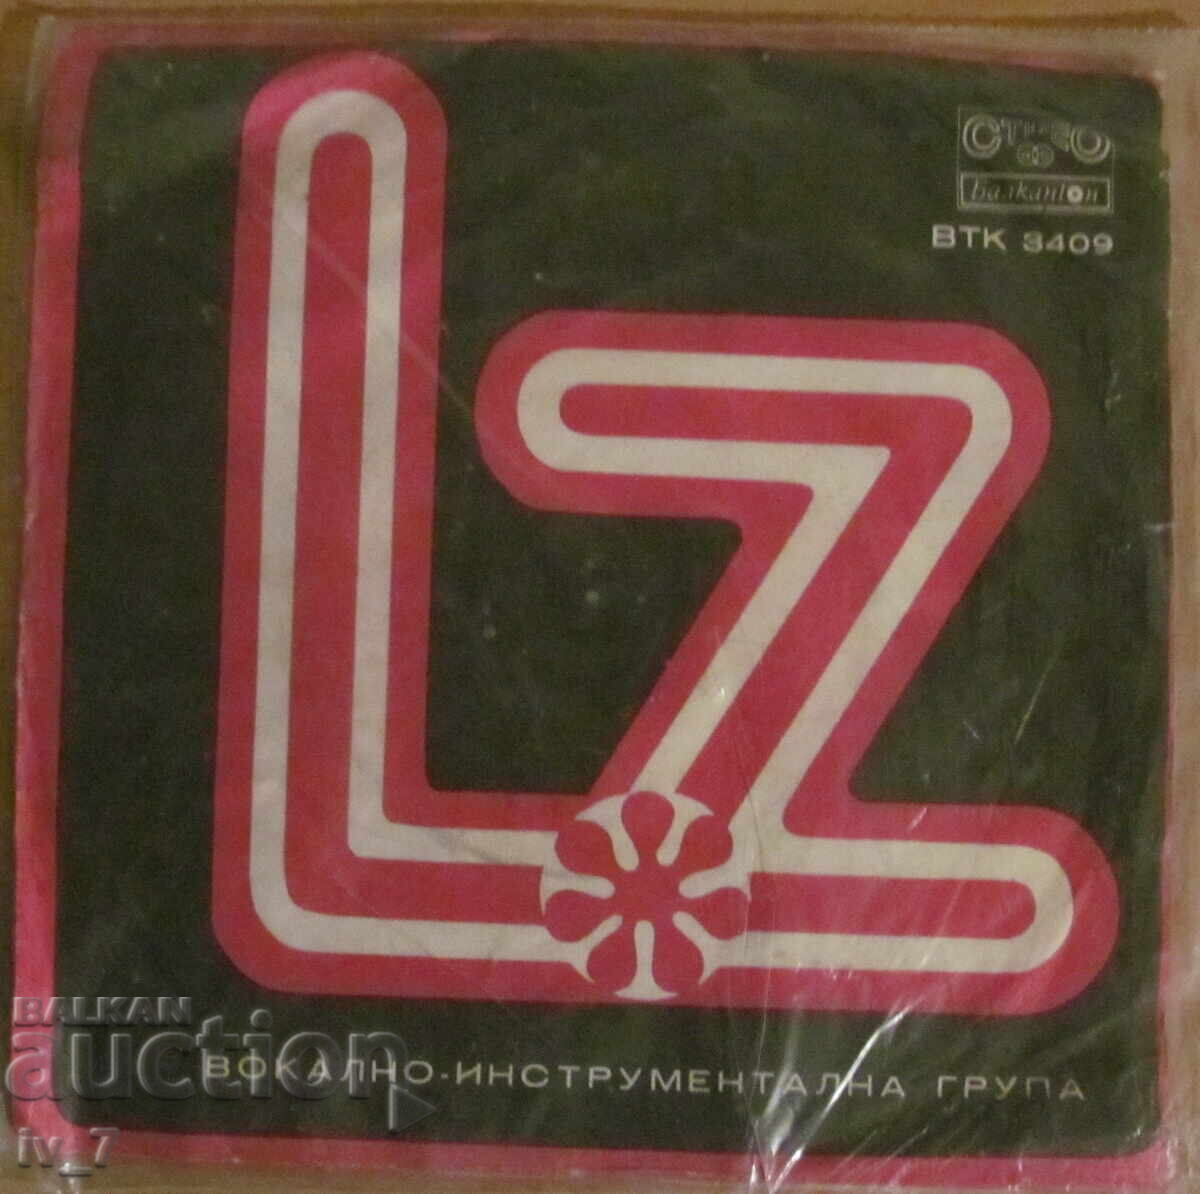 СТЕРЕО
Балкантон
ВТК 3409
LZ
ВОКАЛНО-ИНСТРУМЕНТАЛНА ГРУПА
BALKAN
auction
iv_7